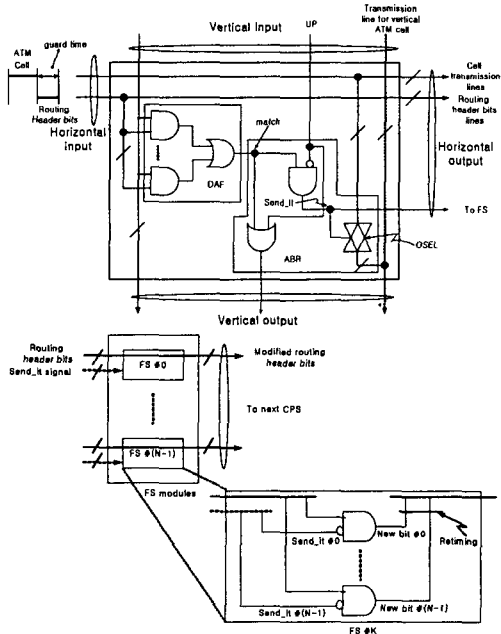 Vertical input
UP
Transmission
line for vertical
ATM cell
ATM
Cell
guard time
Cell
transmission
lines
Routing
Header bits
Routing
header bits
lines
Horizontal
input
Horizontal
output
match
DAF
Send_it
To FS
OSEL
ABR
Vertical output
Routing
header bits
Send_it signal
FS #0
Modified routing
header bits
To next CPS
FS #(N-1)
FS modules
Send_it #0
New bit #0
Retiming
Send_it #(N-1)
New bit #(N-1)
FS #K